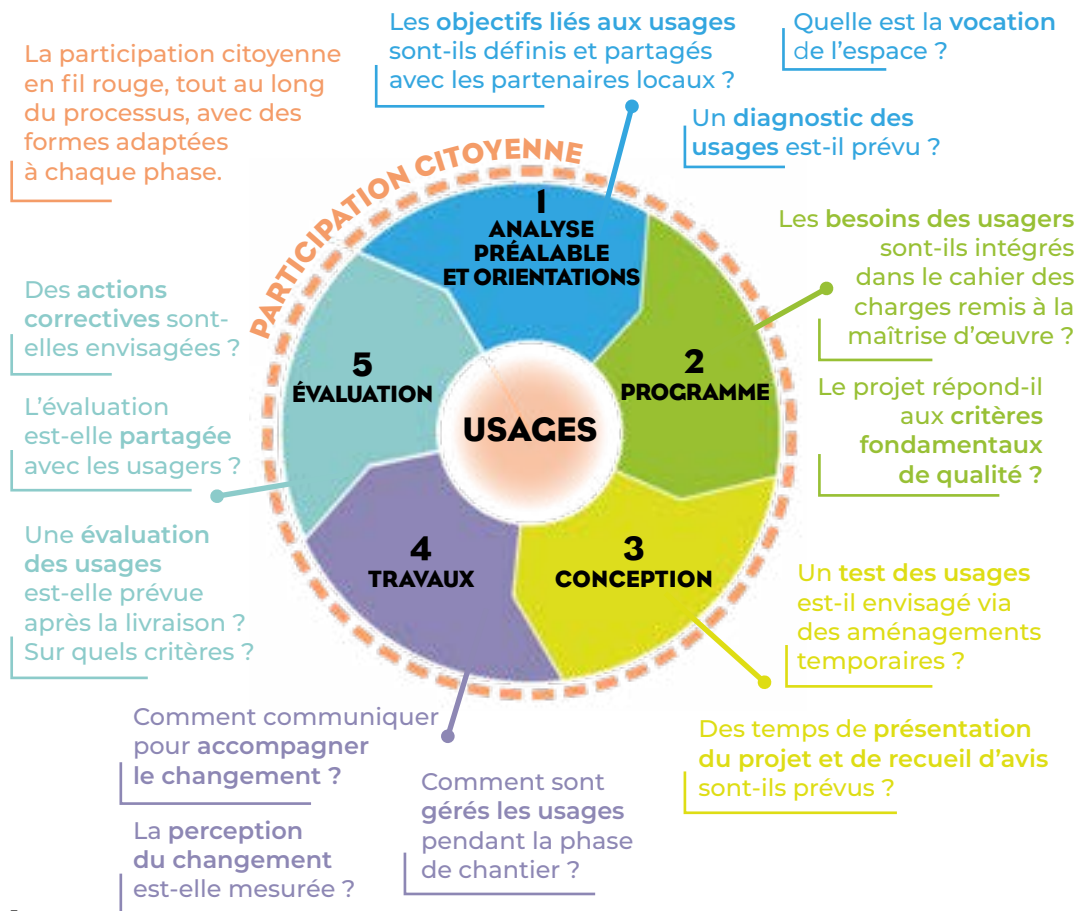 La participation citoyenne
en fil rouge, tout au long
du processus, avec des
formes adaptées
à chaque phase.
Les objectifs liés aux usages
sont-ils définis et partagés
avec les partenaires locaux ?
Quelle est la vocation
de l'espace ?
Un diagnostic des
usages est-il prévu ?
PARTICIPATION CITOYENNE
1
ANALYSE
PRÉALABLE
ET ORIENTATIONS
Les besoins des usagers
sont-ils intégrés
dans le cahier des
charges remis à la
maîtrise d'œuvre ?
2
PROGRAMME
Le projet répond-il
aux critères
fondamentaux
de qualité ?
USAGES
3
CONCEPTION
Un test des usages
est-il envisagé via
des aménagements
temporaires ?
Des temps de présentation
du projet et de recueil d'avis
sont-ils prévus ?
4
TRAVAUX
Comment communiquer
pour accompagner
le changement ?
La perception
du changement
est-elle mesurée ?
Comment sont
gérés les usages
pendant la phase
de chantier ?
5
ÉVALUATION
Des actions
correctives sont-
elles envisagées ?
L'évaluation
est-elle partagée
avec les usagers ?
Une évaluation
des usages
est-elle prévue
après la livraison ?
Sur quels critères ?